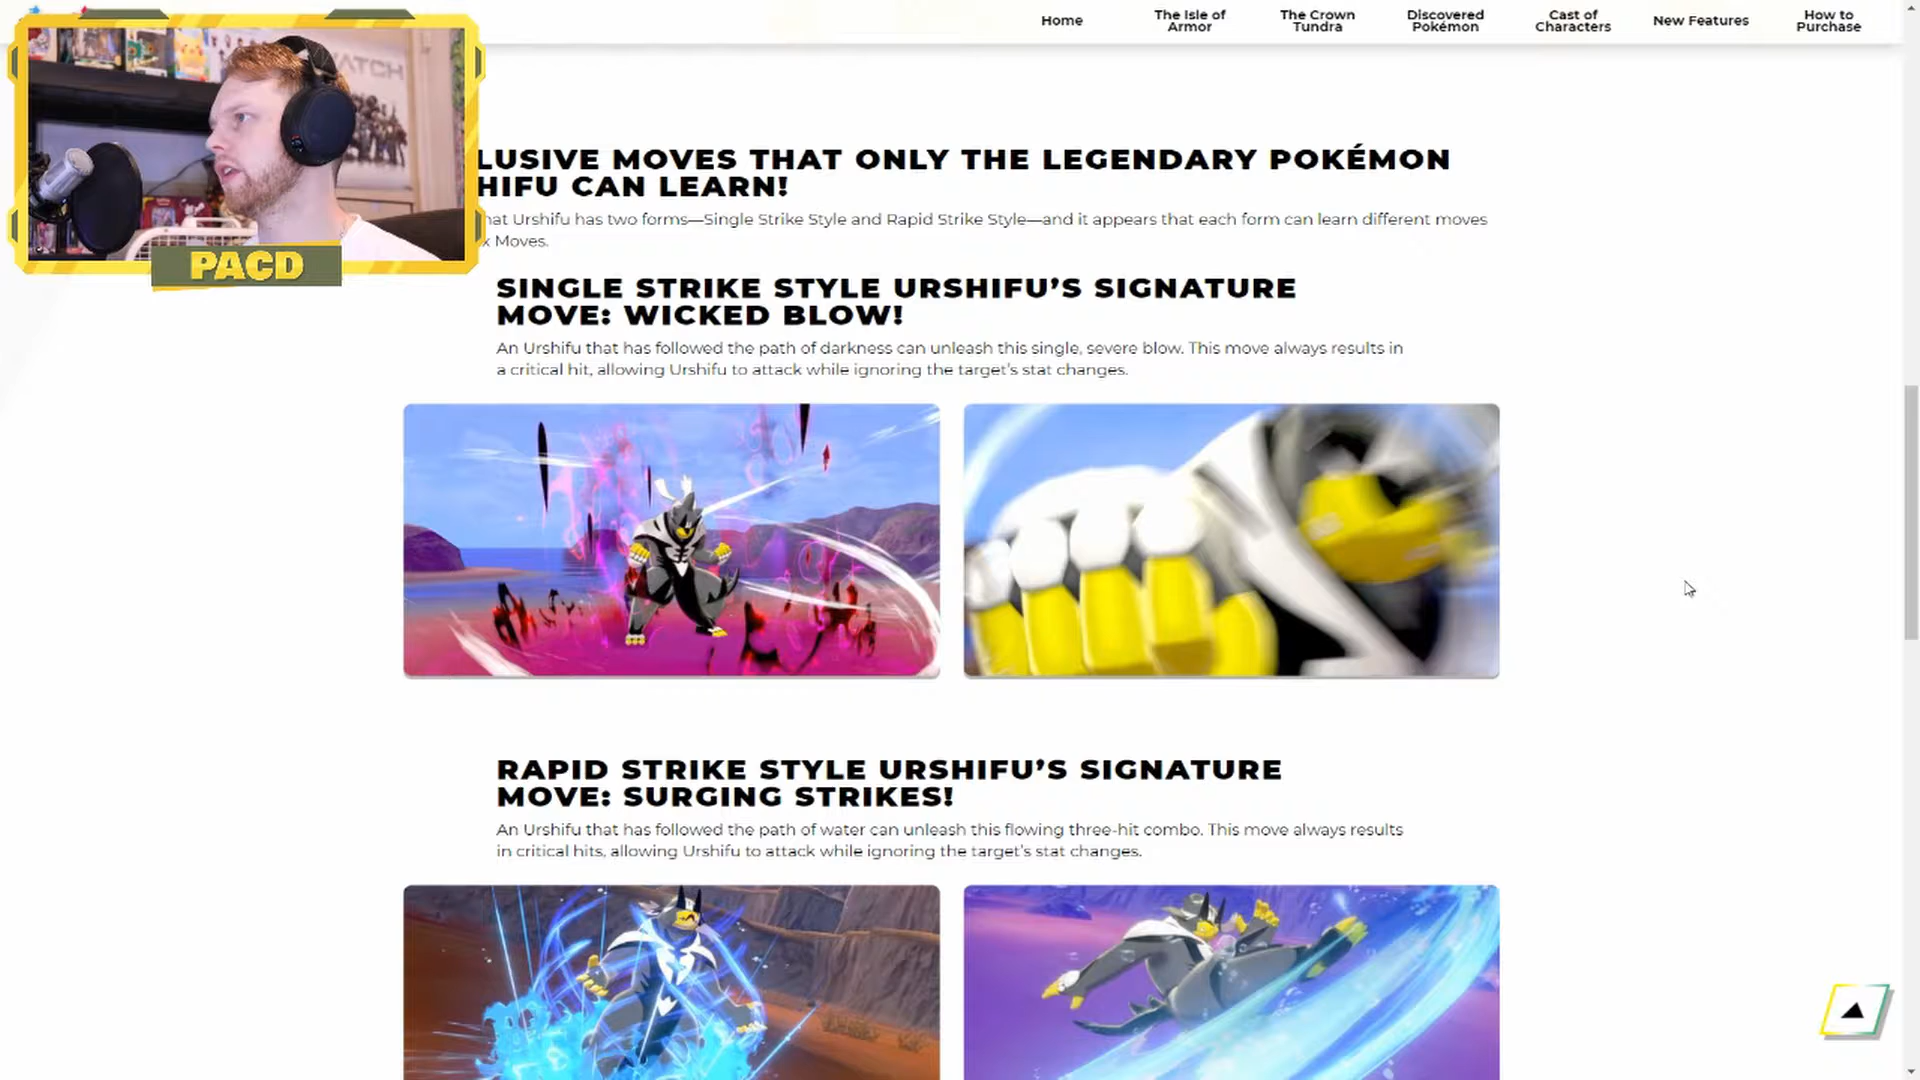 Home
The Isle of
Armor
The Crown
Tundra
Discovered
Pokémon
Cast of
Characters
New Features
How to
Purchase
WATCH
PACD
LUSIVE MOVES THAT ONLY THE LEGENDARY POKÉMON
HIFU CAN LEARN!
hat Urshifu has two forms—Single Strike Style and Rapid Strike Style—and it appears that each form can learn different moves
x Moves.
SINGLE STRIKE STYLE URSHIFU’S SIGNATURE
MOVE: WICKED BLOW!
An Urshifu that has followed the path of darkness can unleash this single, severe blow. This move always results in
a critical hit, allowing Urshifu to attack while ignoring the target’s stat changes.
RAPID STRIKE STYLE URSHIFU’S SIGNATURE
MOVE: SURGING STRIKES!
An Urshifu that has followed the path of water can unleash this flowing three-hit combo. This move always results
in critical hits, allowing Urshifu to attack while ignoring the target’s stat changes.